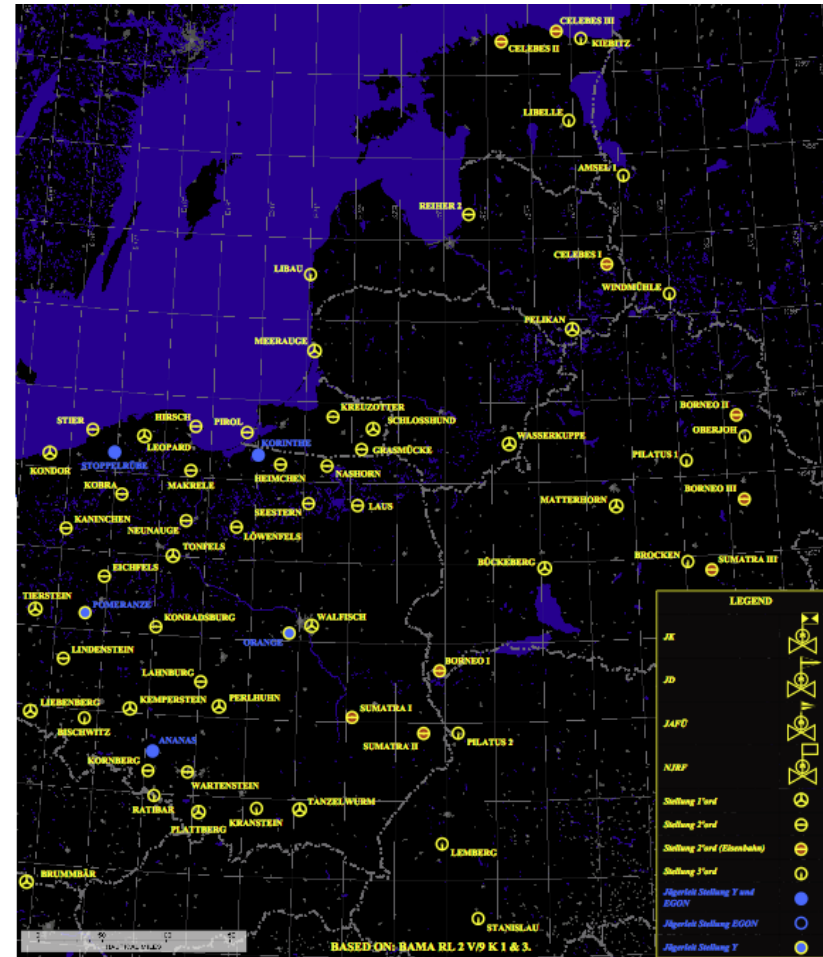 CELEBES III
CELEBES II
KIEBITZ
LIBELLE
AMSEL 1
REIHER 2
CELEBES I
LIBAU
WINDMÜHLE
PELIKAN
MEERAUGE
KREUZOTTER
BORNEO II
STIER
HIRSCH
PIROL
SCHLOSSHUND
OBERJOH
LEOPARD
KORINTHE
GRASMÜCKE
WASSERKUPPE
PILATUS 1
KONDOR
STOPPELRÜBE
HEIMCHEN
NASHORN
MAKRELE
KOBRA
BORNEO III
MATTERHORN
SEESTERN
LAUS
KANINCHEN
NEUNAUGE
LÖWENFELS
TONFELS
BROCKEN
SUMATRA III
BÜCKEBERG
EICHFELS
TIERSTEIN
POMERANZE
KONRADSBURG
WALFISCH
ORANGE
LINDENSTEIN
BORNEO I
LAHNBURG
LIEBENBERG
KEMPERSTEIN
PERLHUHN
SUMATRA I
BISCHWITZ
SUMATRA II
PILATUS 2
ANANAS
KORNBERG
WARTENSTEIN
RATIBAR
PLATTBERG
KRANSTEIN
TANZELWURM
LEMBERG
BRUMMBÄR
STANISLAU
NAUTICAL MILES
BASED ON: BAMA RL 2 V/9 K 1 & 3.
LEGEND
JK
JD
JAFÜ
NJRF
Stellung 1°ord
Stellung 2°ord
Stellung 2°ord (Eisenbahn)
Stellung 3°ord
Jägerleit Stellung Y und
EGON
Jägerleit Stellung EGON
Jägerleit Stellung Y